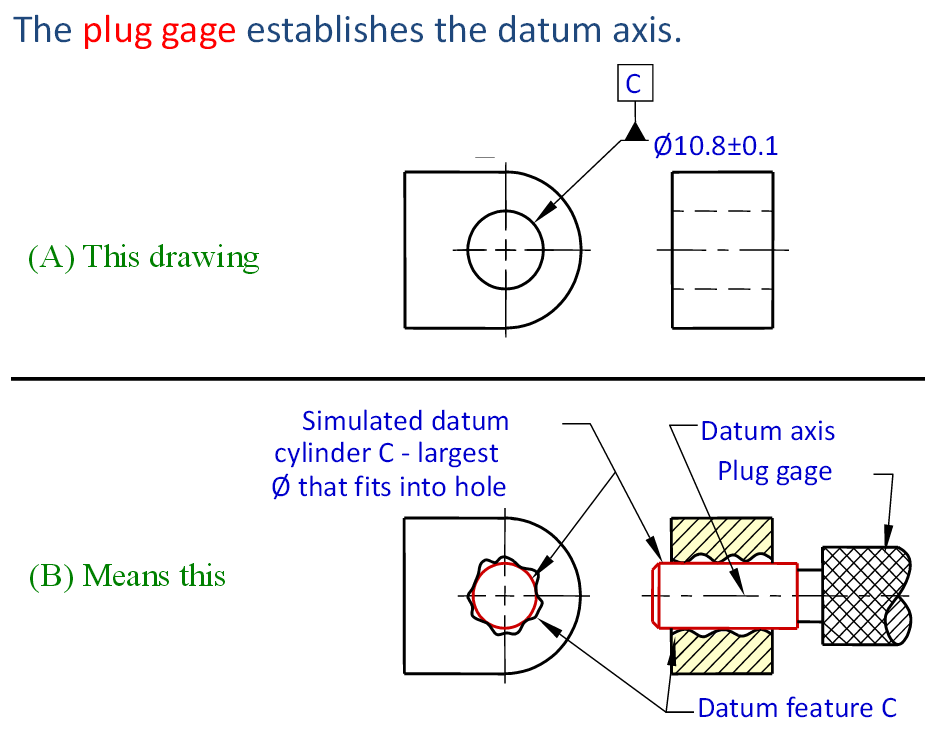 The plug gage establishes the datum axis.
C
Ø10.8±0.1
(A) This drawing
Simulated datum
cylinder C - largest
Ø that fits into hole
Datum axis
Plug gage
(B) Means this
Datum feature C